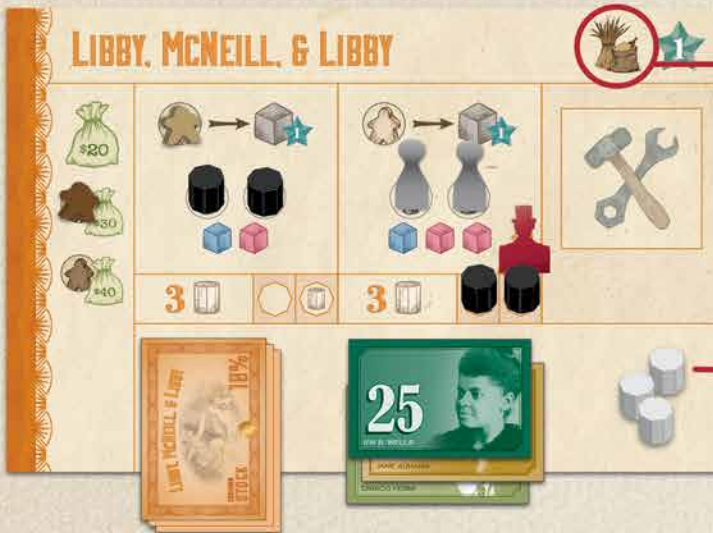 LIBBY, MCNEILL, & LIBBY
1
$20
1
1
$30
$40
3
3
LIBBY, MCNEILL & LIBBY
10%
STOCK
25
IDA B. WELLS
JANE ADDAMS